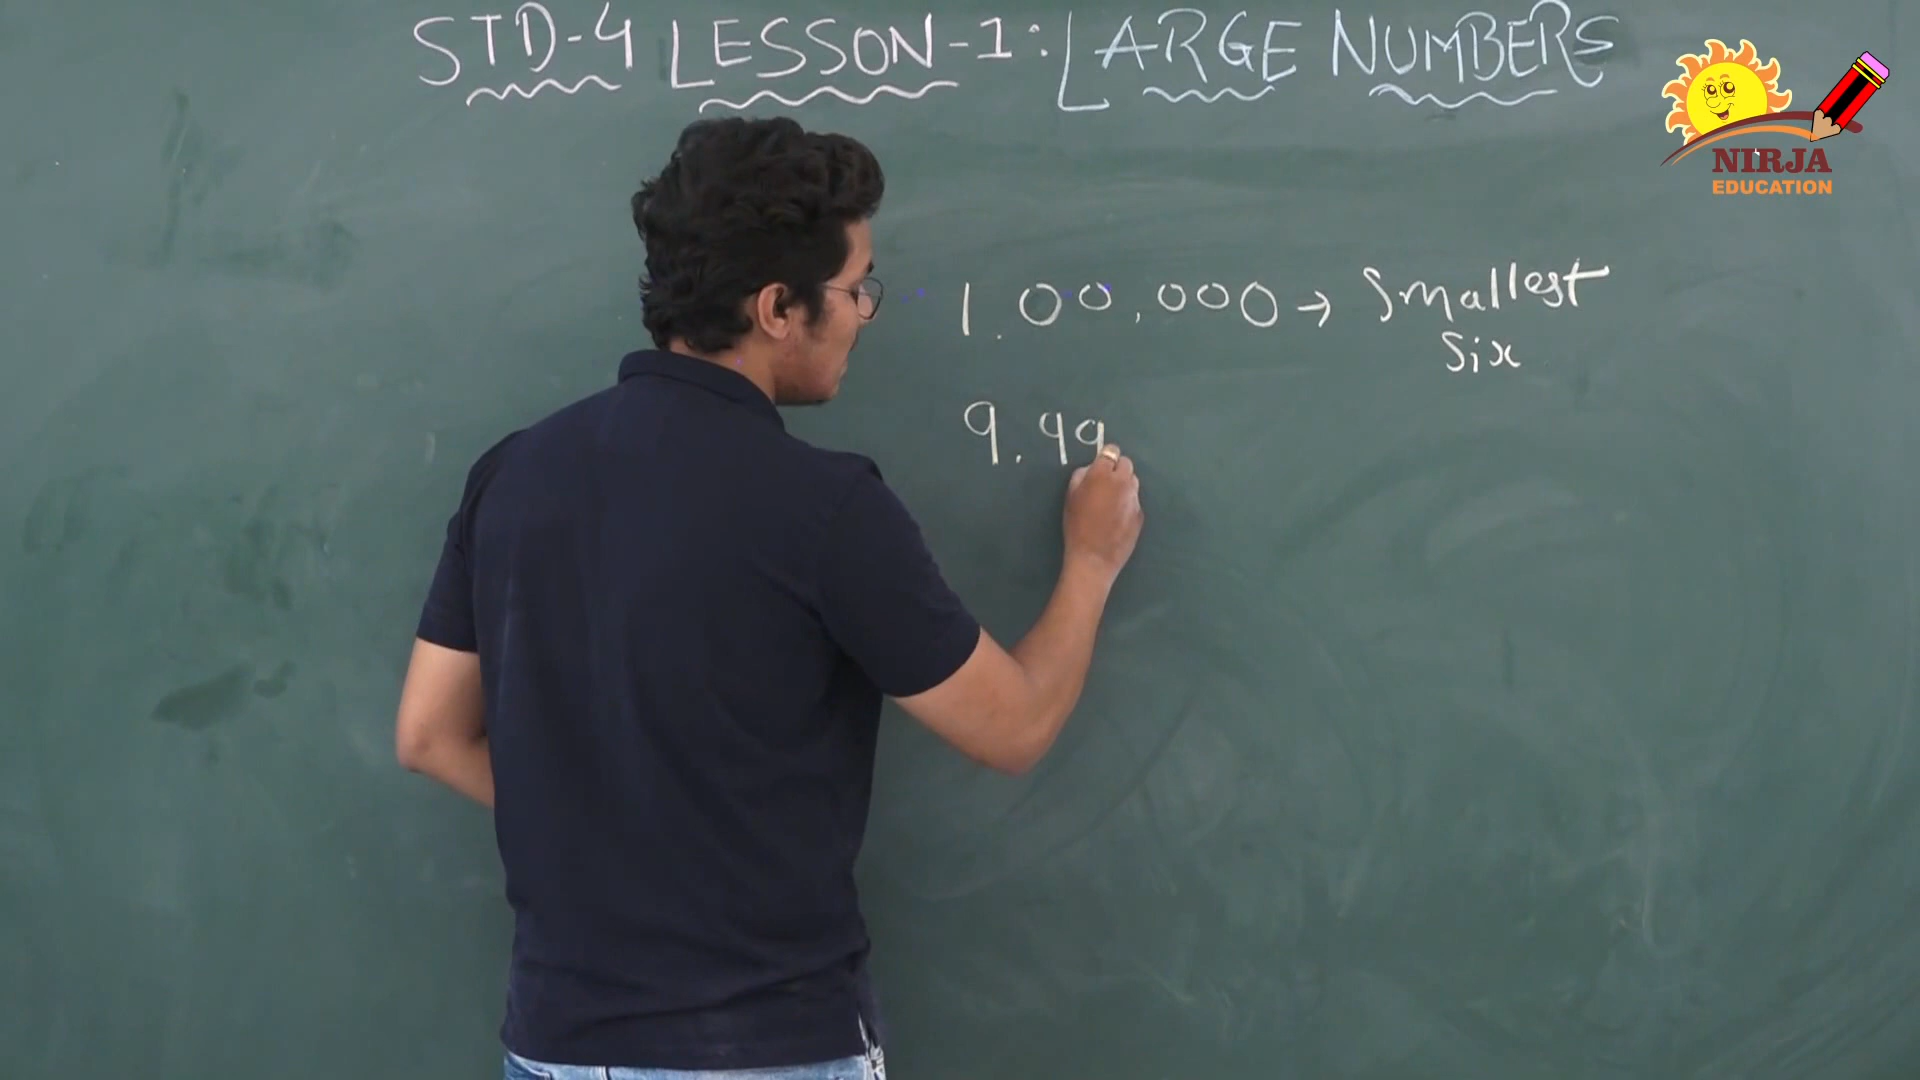 STD-4 LESSON-1: LARGE NUMBERS
NIRJA
EDUCATION
1,00,000 → Smallest
Six
9,99